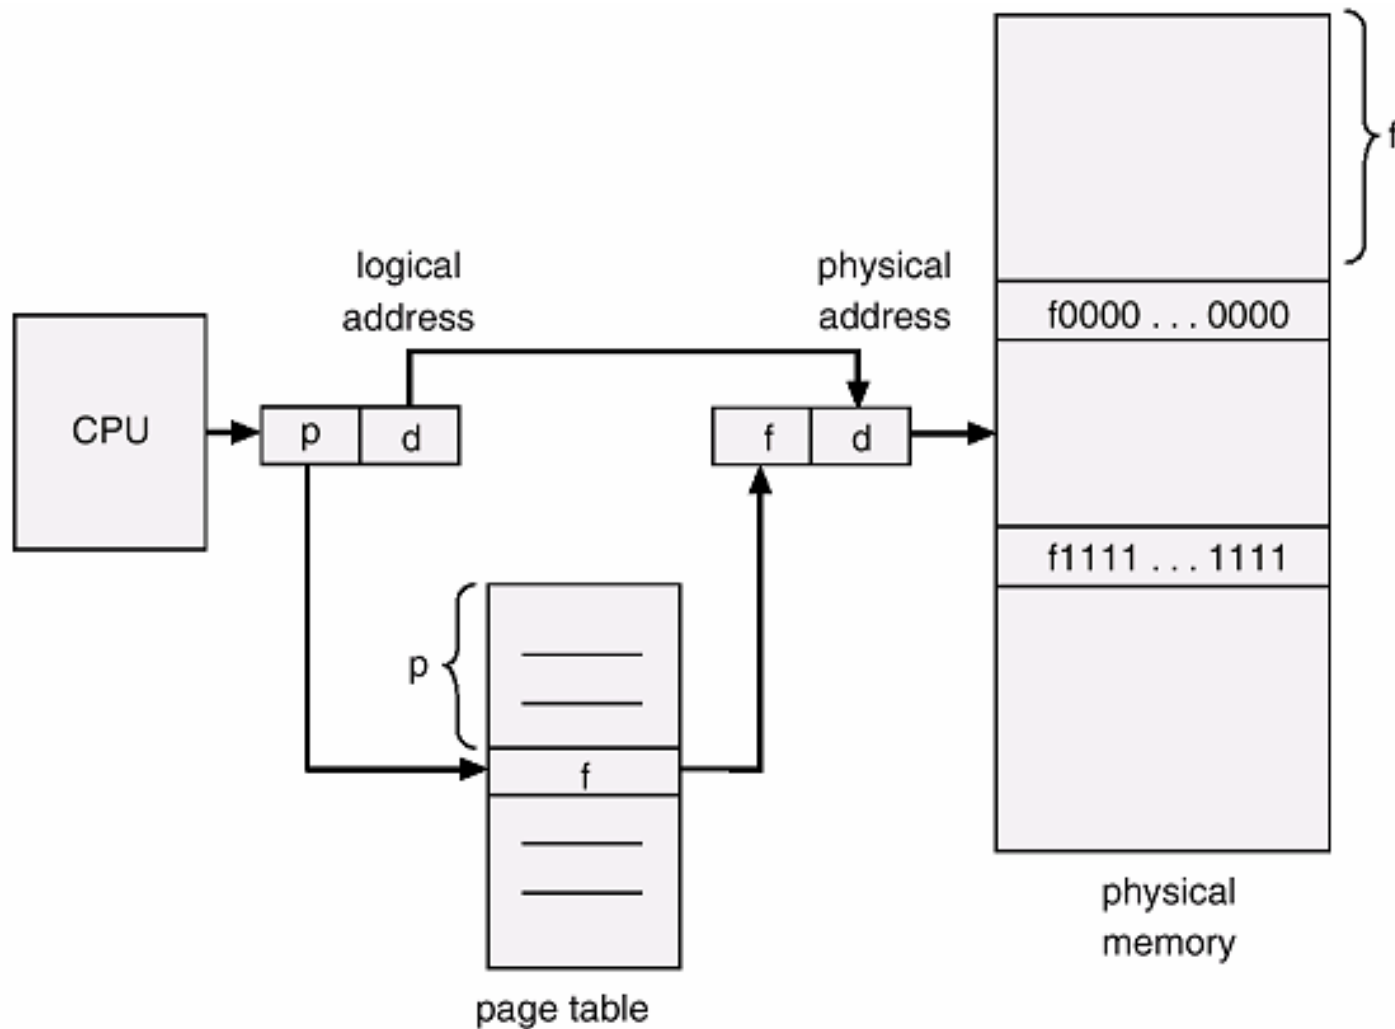 f
logical
address
physical
address
f0000 . . . 0000
CPU
p
d
f
d
f1111 . . . 1111
p
f
physical
memory
page table